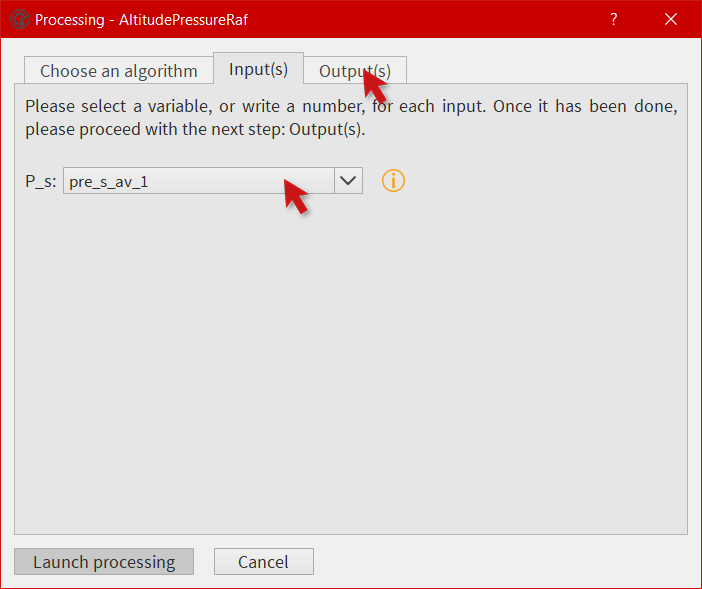 Processing - AltitudePressureRaf
?
Choose an algorithm
Input(s)
Output(s)
Please select a variable, or write a number, for each input. Once it has been done,
please proceed with the next step: Output(s).
P_s: pre_s_av_1
Launch processing
Cancel